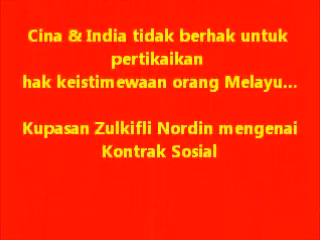 Cina & India tidak berhak untuk
pertikaikan
hak keistimewaan orang Melayu...
Kupasan Zulkifli Nordin mengenai
Kontrak Sosial